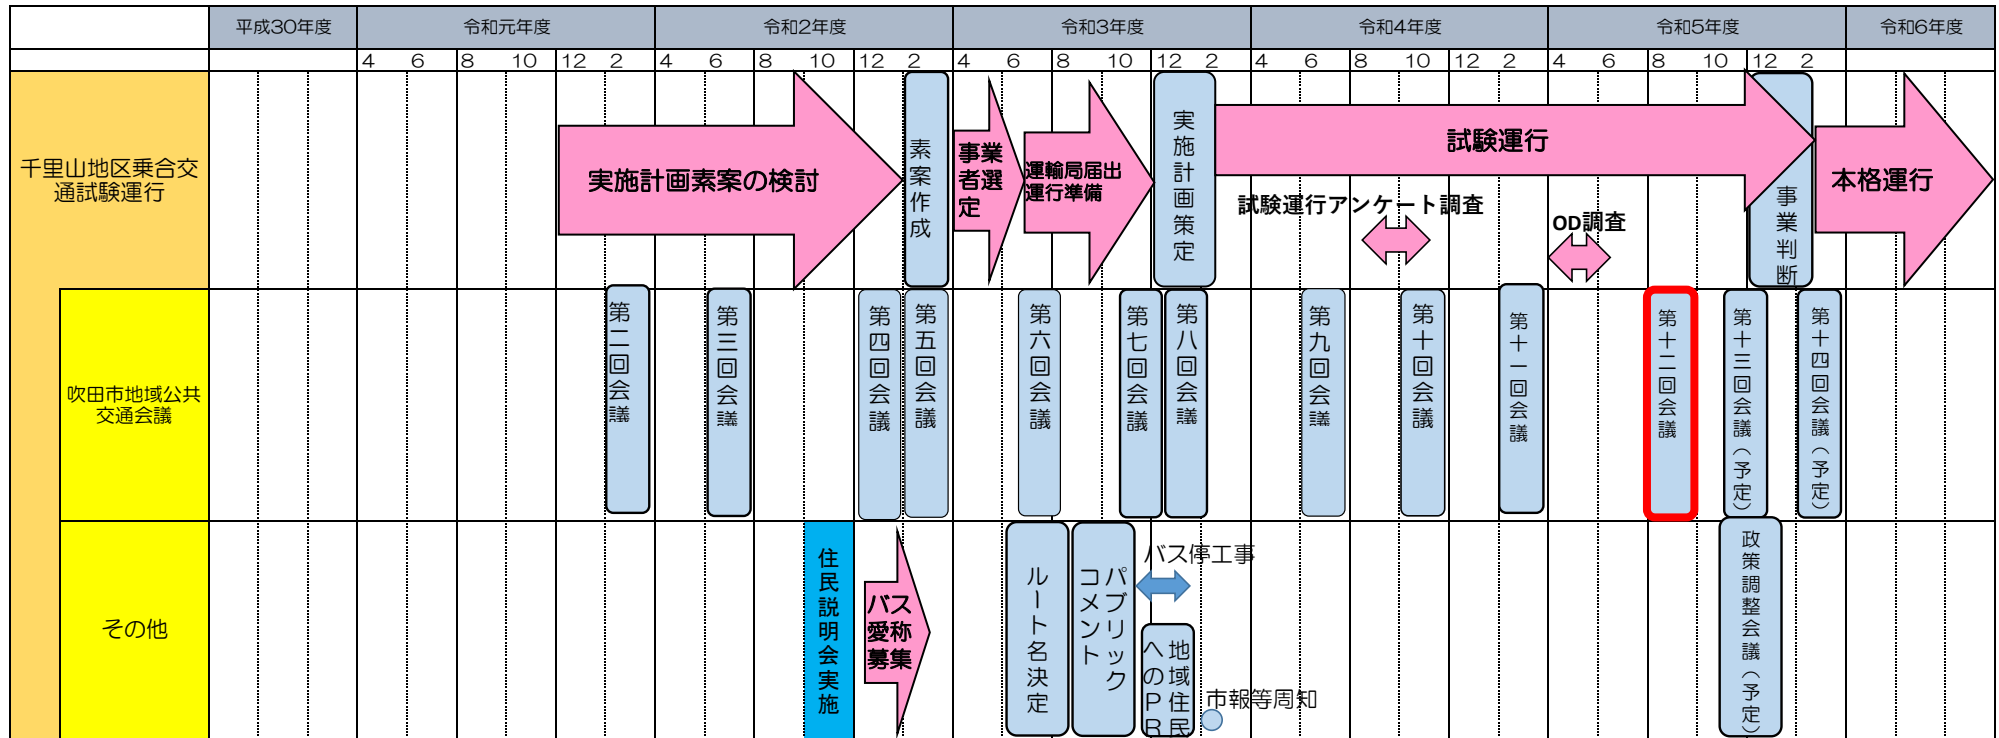 平成30年度 令和元年度 令和2年度 令和3年度 令和4年度 令和5年度 令和6年度
4 6 8 10 12 2 4 6 8 10 12 2 4 6 8 10 12 2 4 6 8 10 12 2 4 6 8 10 12 2
千里山地区乗合交
通試験運行
実施計画素案の検討
素案作成
事業
者選
定
運輸局届出
運行準備
実施計画策定
試験運行
試験運行アンケート調査
OD調査
事業判断
本格運行
吹田市地域公共
交通会議
第二回会議
第三回会議
第四回会議
第五回会議
第六回会議
第七回会議
第八回会議
第九回会議
第十回会議
第十一回会議
第十二回会議
第十三回会議(予定)
第十四回会議(予定)
その他
住民説明会実施
バス
愛称
募集
ルート名決定
パブリック
コメント
バス停工事
地域住民
へのPR
市報等周知
政策調整会議(予定)